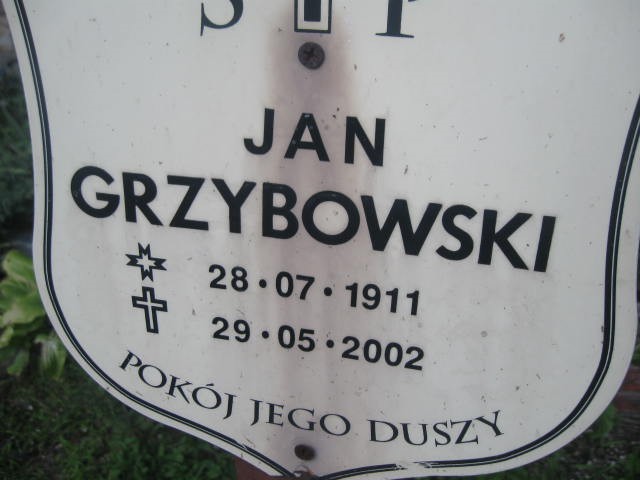 S P
JAN
GRZYBOWSKI
28·07·1911
29·05·2002
POKÓJ JEGO DUSZY